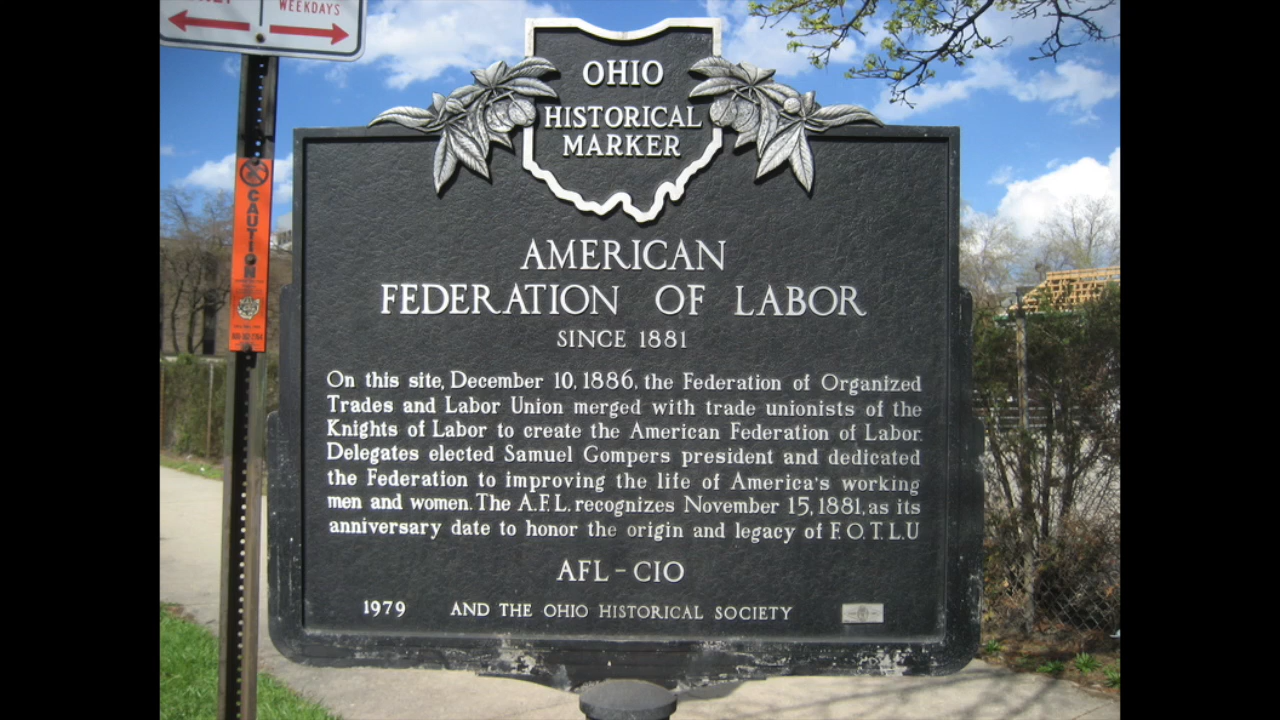 WEEKDAYS
CAUTION
OHIO
HISTORICAL
MARKER
AMERICAN
FEDERATION OF LABOR
SINCE 1881
On this site, December 10, 1886, the Federation of Organized
Trades and Labor Union merged with trade unionists of the
Knights of Labor to create the American Federation of Labor.
Delegates elected Samuel Gompers president and dedicated
the Federation to improving the life of America's working
men and women. The A.F.L. recognizes November 15, 1881, as its
anniversary date to honor the origin and legacy of F.O.T.L.U
AFL-CIO
1979 AND THE OHIO HISTORICAL SOCIETY